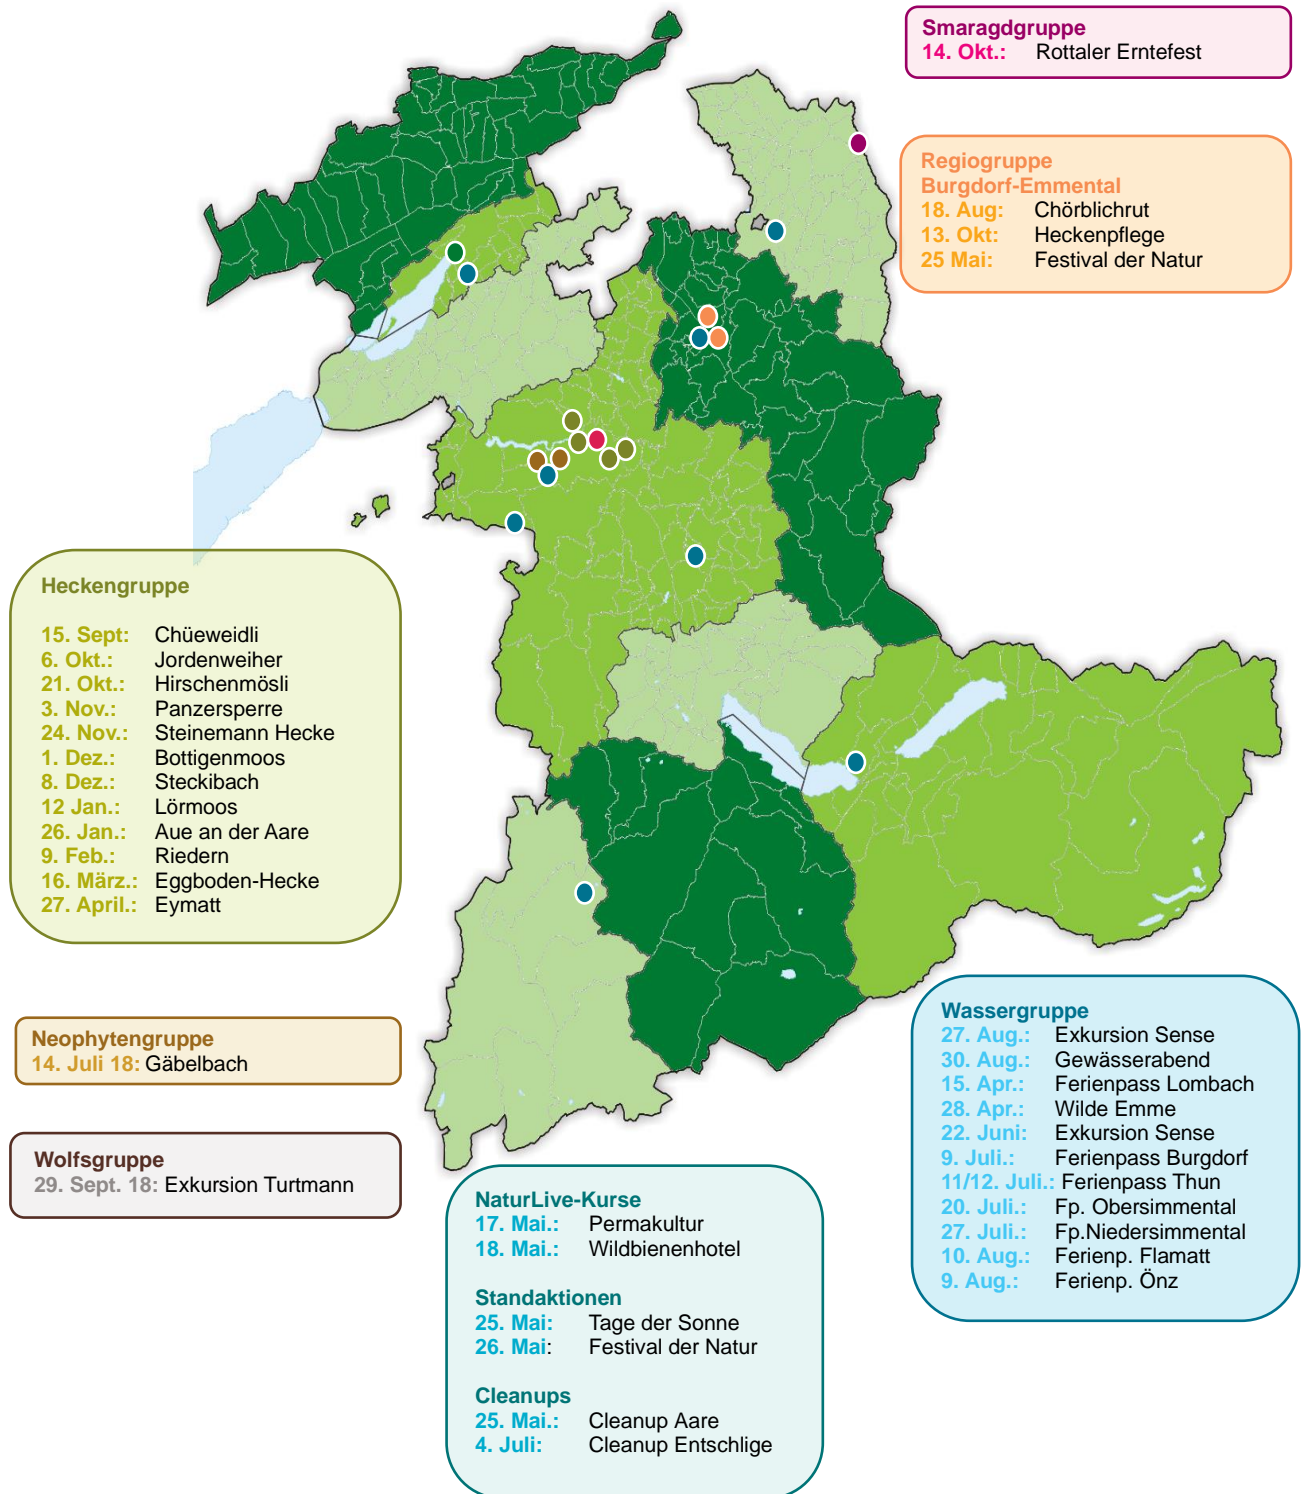 Smaragdgruppe
14. Okt.: Rottaler Erntefest
Regiogruppe
Burgdorf-Emmental
18. Aug: Chörblichrut
13. Okt: Heckenpflege
25 Mai: Festival der Natur
Heckengruppe
15. Sept: Chüeweidli
6. Okt.: Jordenweiher
21. Okt.: Hirschenmösli
3. Nov.: Panzersperre
24. Nov.: Steinemann Hecke
1. Dez.: Bottigenmoos
8. Dez.: Steckibach
12 Jan.: Lörmoos
26. Jan.: Aue an der Aare
9. Feb.: Riedern
16. März.: Eggboden-Hecke
27. April.: Eymatt
Neophytengruppe
14. Juli 18: Gäbelbach
Wolfsgruppe
29. Sept. 18: Exkursion Turtmann
NaturLive-Kurse
17. Mai.: Permakultur
18. Mai.: Wildbienenhotel
Standaktionen
25. Mai: Tage der Sonne
26. Mai: Festival der Natur
Cleanups
25. Mai.: Cleanup Aare
4. Juli: Cleanup Entschlige
Wassergruppe
27. Aug.: Exkursion Sense
30. Aug.: Gewässerabend
15. Apr.: Ferienpass Lombach
28. Apr.: Wilde Emme
22. Juni: Exkursion Sense
9. Juli.: Ferienpass Burgdorf
11/12. Juli.: Ferienpass Thun
20. Juli.: Fp. Obersimmental
27. Juli.: Fp.Niedersimmental
10. Aug.: Ferienp. Flamatt
9. Aug.: Ferienp. Önz